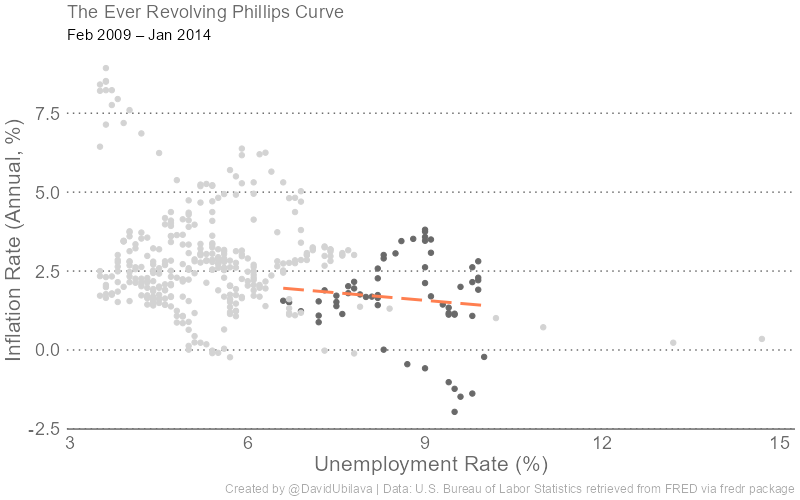 The Ever Revolving Phillips Curve
Feb 2009 – Jan 2014
Inflation Rate (Annual, %)
7.5
5.0
2.5
0.0
-2.5
3 6 9 12 15
Unemployment Rate (%)
Created by @DavidUbilava | Data: U.S. Bureau of Labor Statistics retrieved from FRED via fredr package